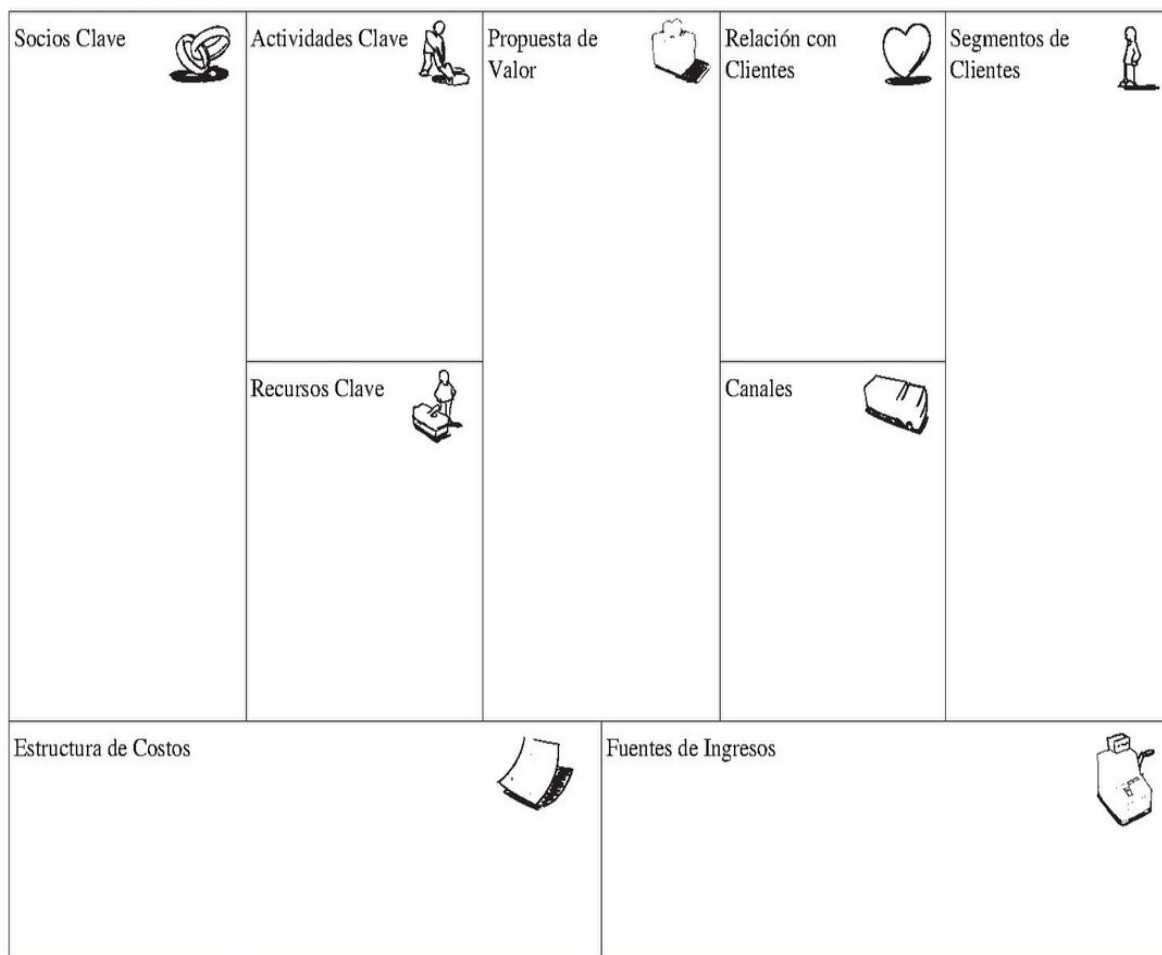 Socios Clave
Actividades Clave
Propuesta de
Valor
Relación con
Clientes
Segmentos de
Clientes
Recursos Clave
Canales
Estructura de Costos
Fuentes de Ingresos